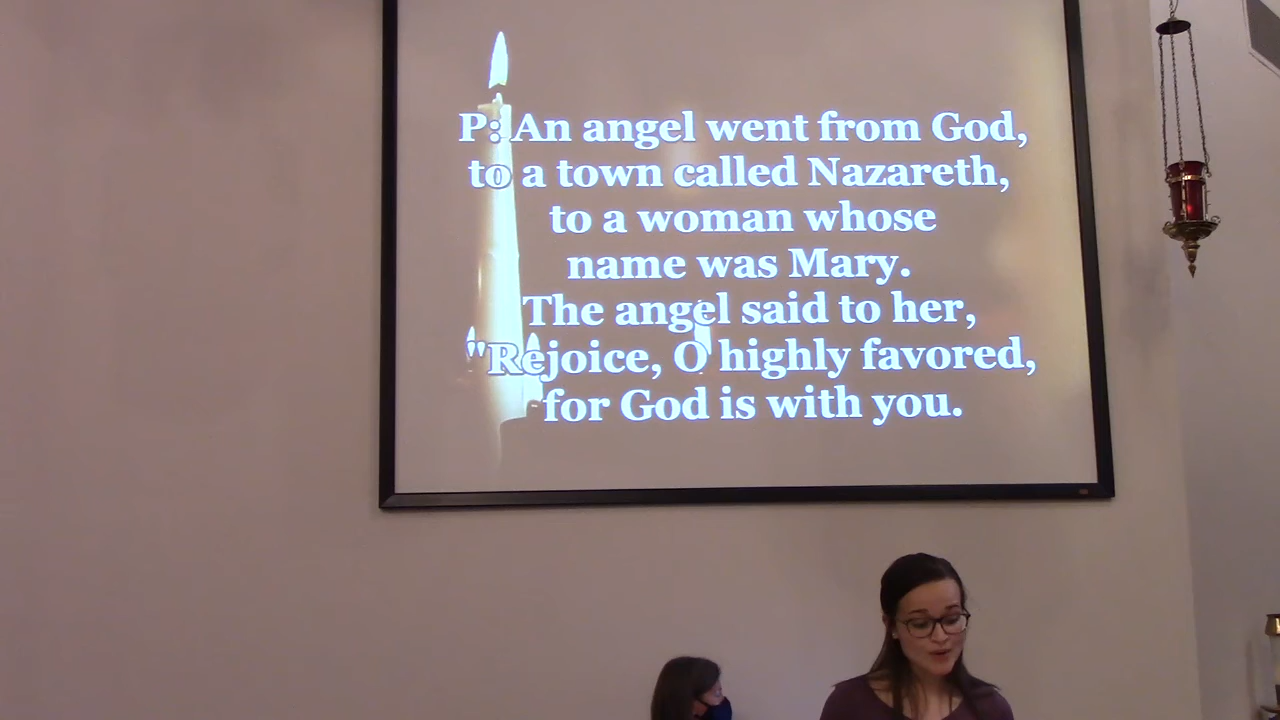 P: An angel went from God,
to a town called Nazareth,
to a woman whose
name was Mary.
The angel said to her,
"Rejoice, O highly favored,
for God is with you.